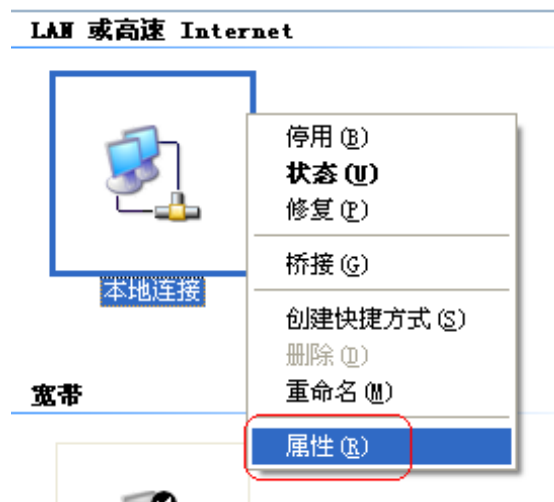 LAN 或高速 Internet
停用(B)
状态(U)
修复(P)
桥接(G)
本地连接
创建快捷方式(S)
删除(D)
重命名(M)
宽带
属性(R)